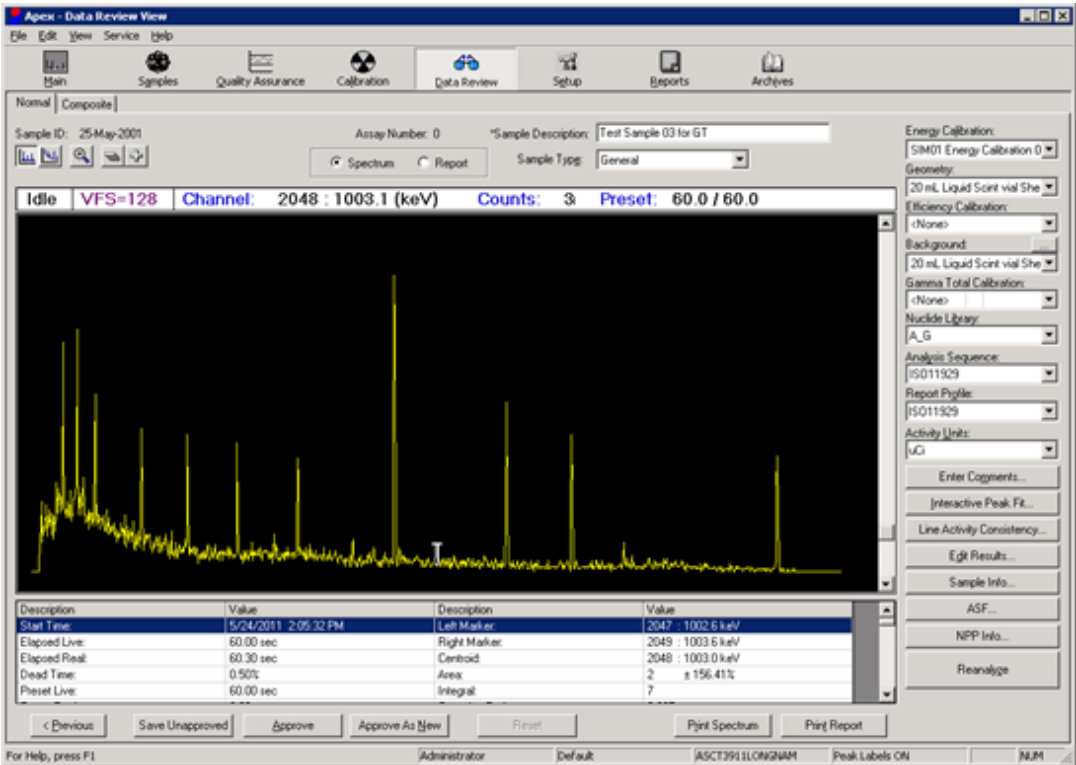 Apex - Data Review View
File Edit View Service Help
Main Samples Quality Assurance Calibration Data Review Setup Reports Archives
Normal Composite
Sample ID: 25-May-2001 Assay Number: 0 *Sample Description: Test Sample 03 for GT
Spectrum Report Sample Type: General
Idle VFS=128 Channel: 2048 : 1003.1 (keV) Counts: 3 Preset: 60.0 / 60.0
Energy Calibration:
SIM01 Energy Calibration 0
Geometry:
20 mL Liquid Scint vial She
Efficiency Calibration:
<None>
Background:
...
20 mL Liquid Scint vial She
Gamma Total Calibration:
<None>
Nuclide Library:
A_G
Analysis Sequence:
ISO11929
Report Profile:
ISO11929
Activity Units:
uCi
Enter Comments...
Interactive Peak Fit...
Line Activity Consistency...
Edit Results...
Sample Info...
ASF...
NPP Info...
Reanalyze
Description Value Description Value
Start Time: 5/24/2011 2:05:32 PM Left Marker: 2047 : 1002.6 keV
Elapsed Live: 60.00 sec Right Marker: 2049 : 1003.6 keV
Elapsed Real: 60.30 sec Centroid: 2048 : 1003.0 keV
Dead Time: 0.50% Area: 2 ± 156.41%
Preset Live: 60.00 sec Integral: 7
< Previous Save Unapproved Approve Approve As New Reset Print Spectrum Print Report
For Help, press F1 Administrator Default ASCT3911LONGNAM Peak Labels ON NUM